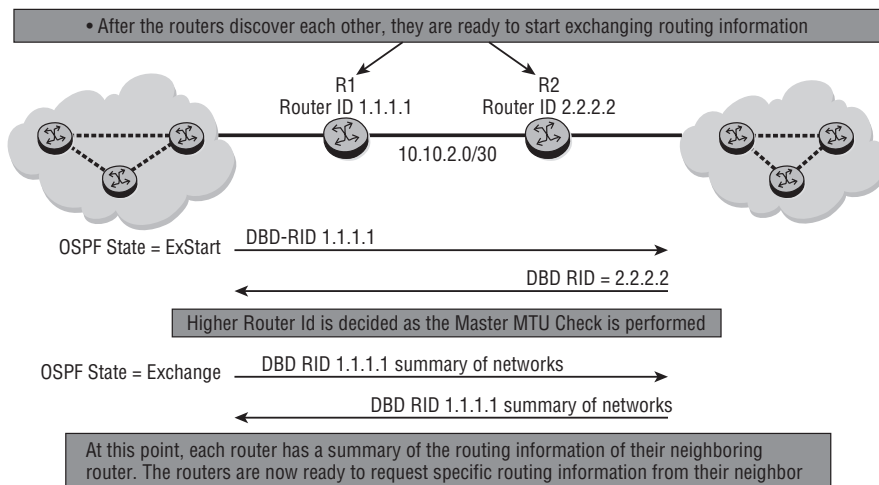 • After the routers discover each other, they are ready to start exchanging routing information
R1
Router ID 1.1.1.1
R2
Router ID 2.2.2.2
10.10.2.0/30
OSPF State = ExStart
DBD-RID 1.1.1.1
DBD RID = 2.2.2.2
Higher Router Id is decided as the Master MTU Check is performed
OSPF State = Exchange
DBD RID 1.1.1.1 summary of networks
DBD RID 1.1.1.1 summary of networks
At this point, each router has a summary of the routing information of their neighboring
router. The routers are now ready to request specific routing information from their neighbor